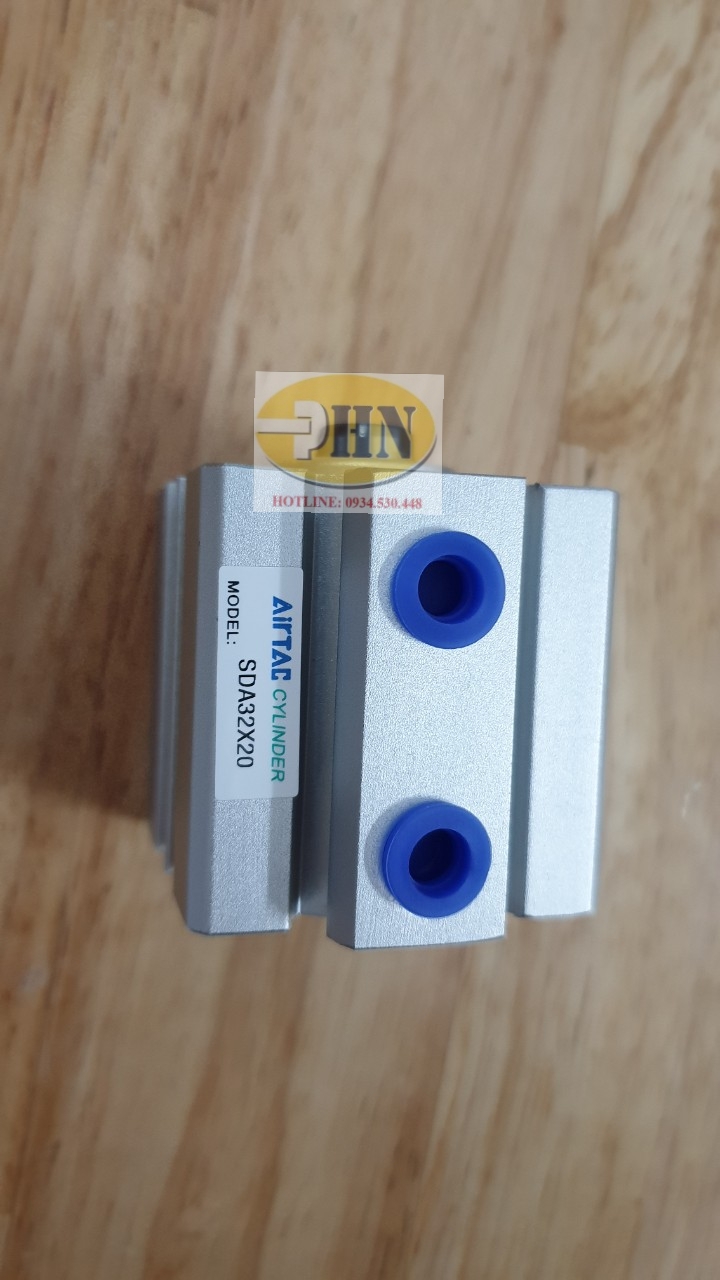 PHN
HOTLINE: 0934.530.448
AirTAC CYLINDER
MODEL: SDA32X20